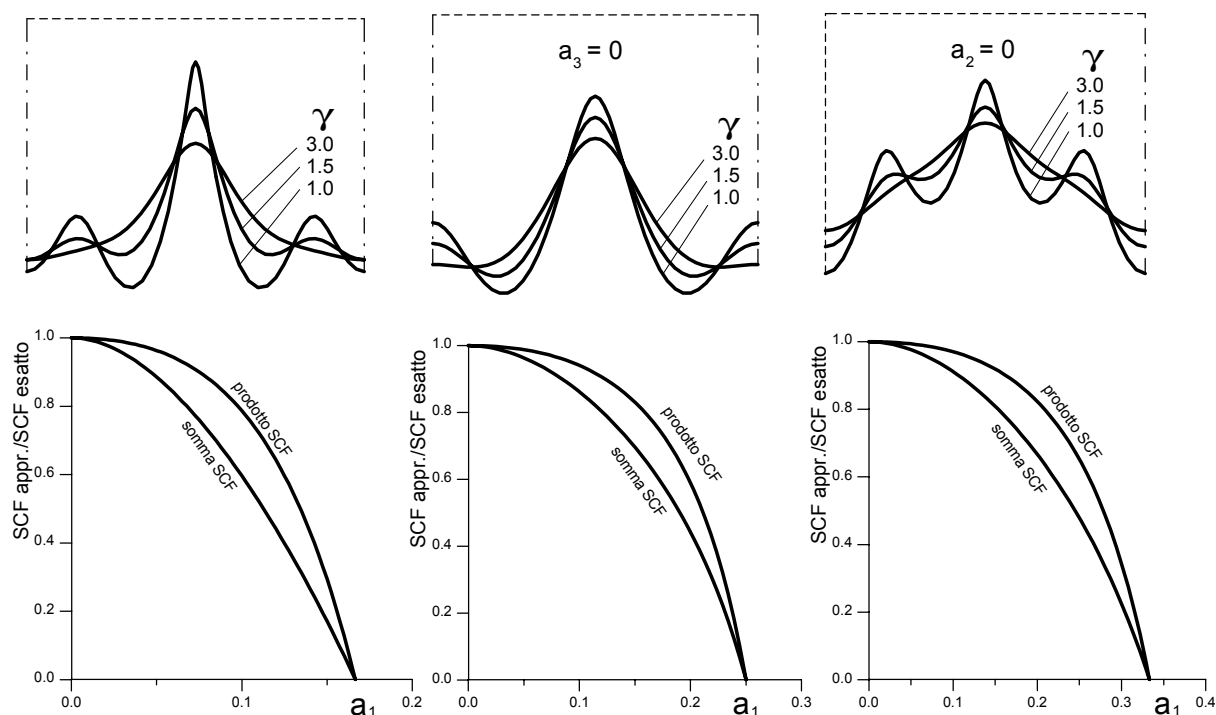 γ
3.0
1.5
1.0
a₃ = 0
γ
3.0
1.5
1.0
a₂ = 0
γ
3.0
1.5
1.0
SCF appr./SCF esatto
1.0
0.8
0.6
0.4
0.2
0.0
prodotto SCF
somma SCF
0.0
0.1
0.2
a₁
SCF appr./SCF esatto
1.0
0.8
0.6
0.4
0.2
0.0
prodotto SCF
somma SCF
0.0
0.1
0.2
0.3
a₁
SCF appr./SCF esatto
1.0
0.8
0.6
0.4
0.2
0.0
prodotto SCF
somma SCF
0.0
0.1
0.2
0.3
0.4
a₁